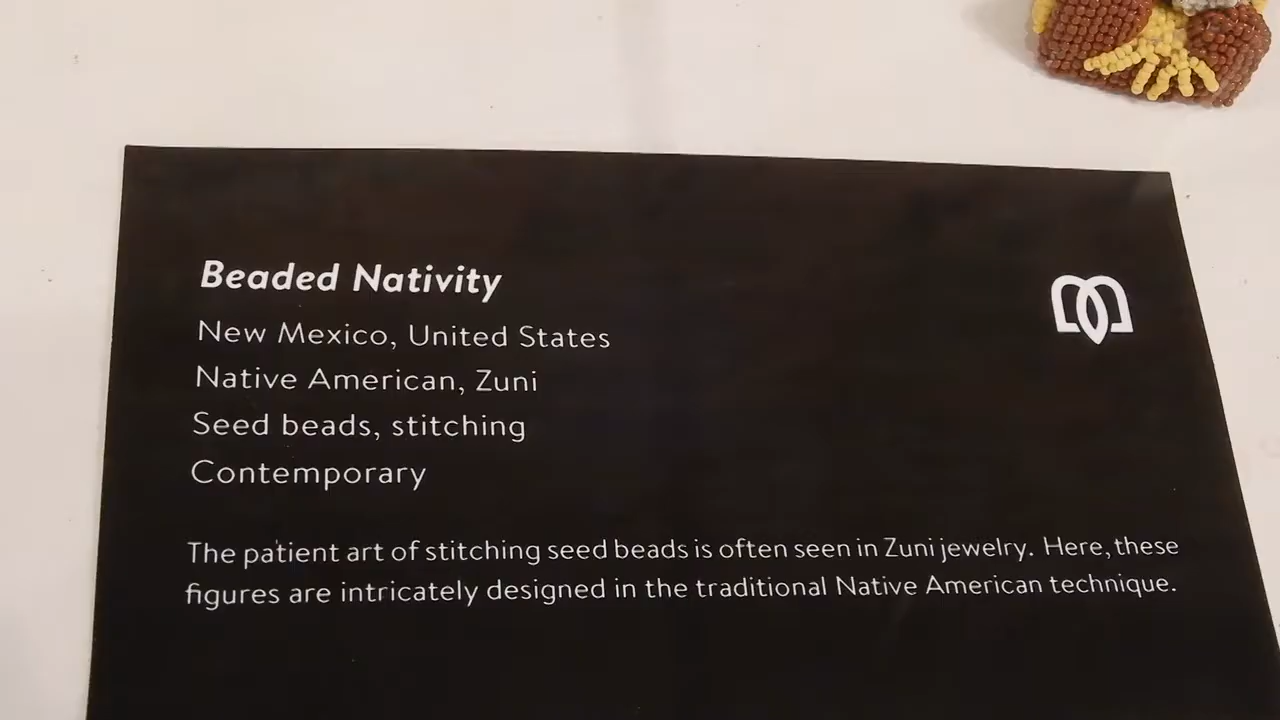 Beaded Nativity
New Mexico, United States
Native American, Zuni
Seed beads, stitching
Contemporary
The patient art of stitching seed beads is often seen in Zuni jewelry. Here, these
figures are intricately designed in the traditional Native American technique.